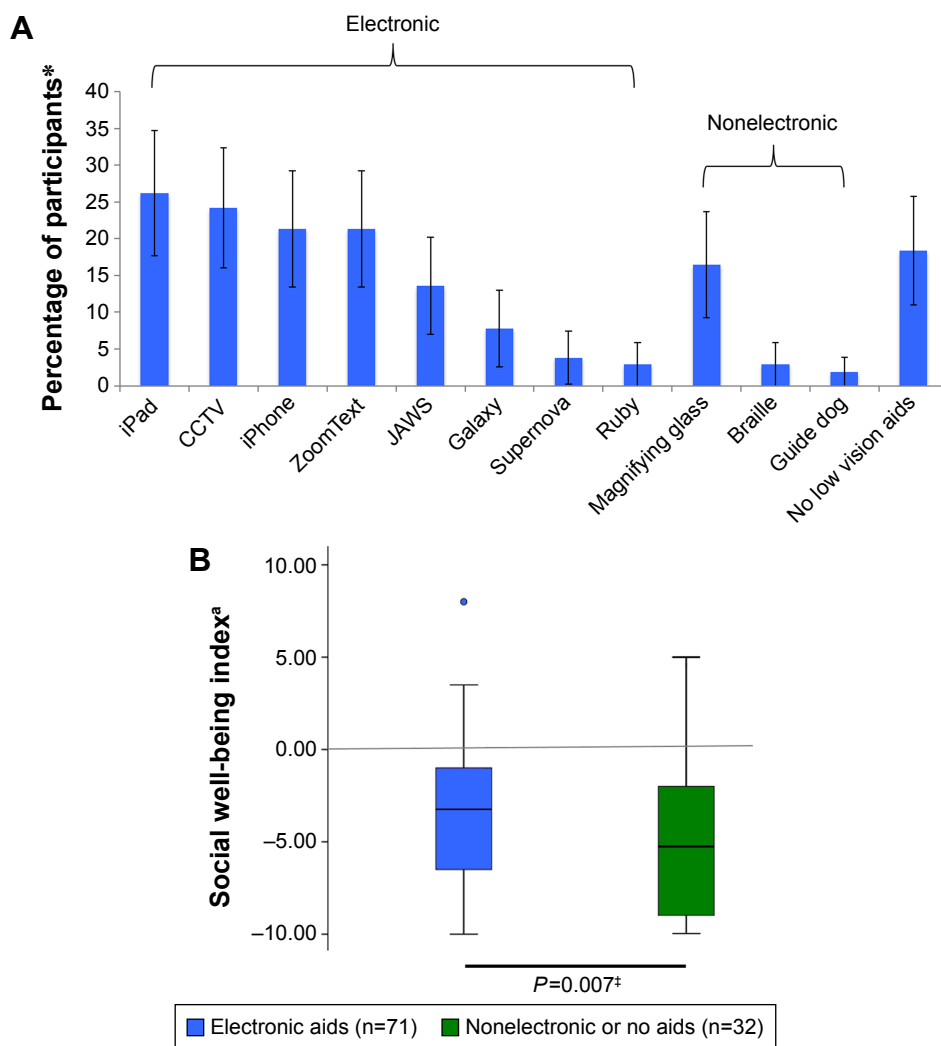 A
Electronic
Nonelectronic
Percentage of participants*
40
35
30
25
20
15
10
5
0
iPad
CCTV
iPhone
ZoomText
JAWS
Galaxy
Supernova
Ruby
Magnifying glass
Braille
Guide dog
No low vision aids
B
Social well-being indexᵃ
10.00
5.00
0.00
–5.00
–10.00
P=0.007‡
Electronic aids (n=71)
Nonelectronic or no aids (n=32)